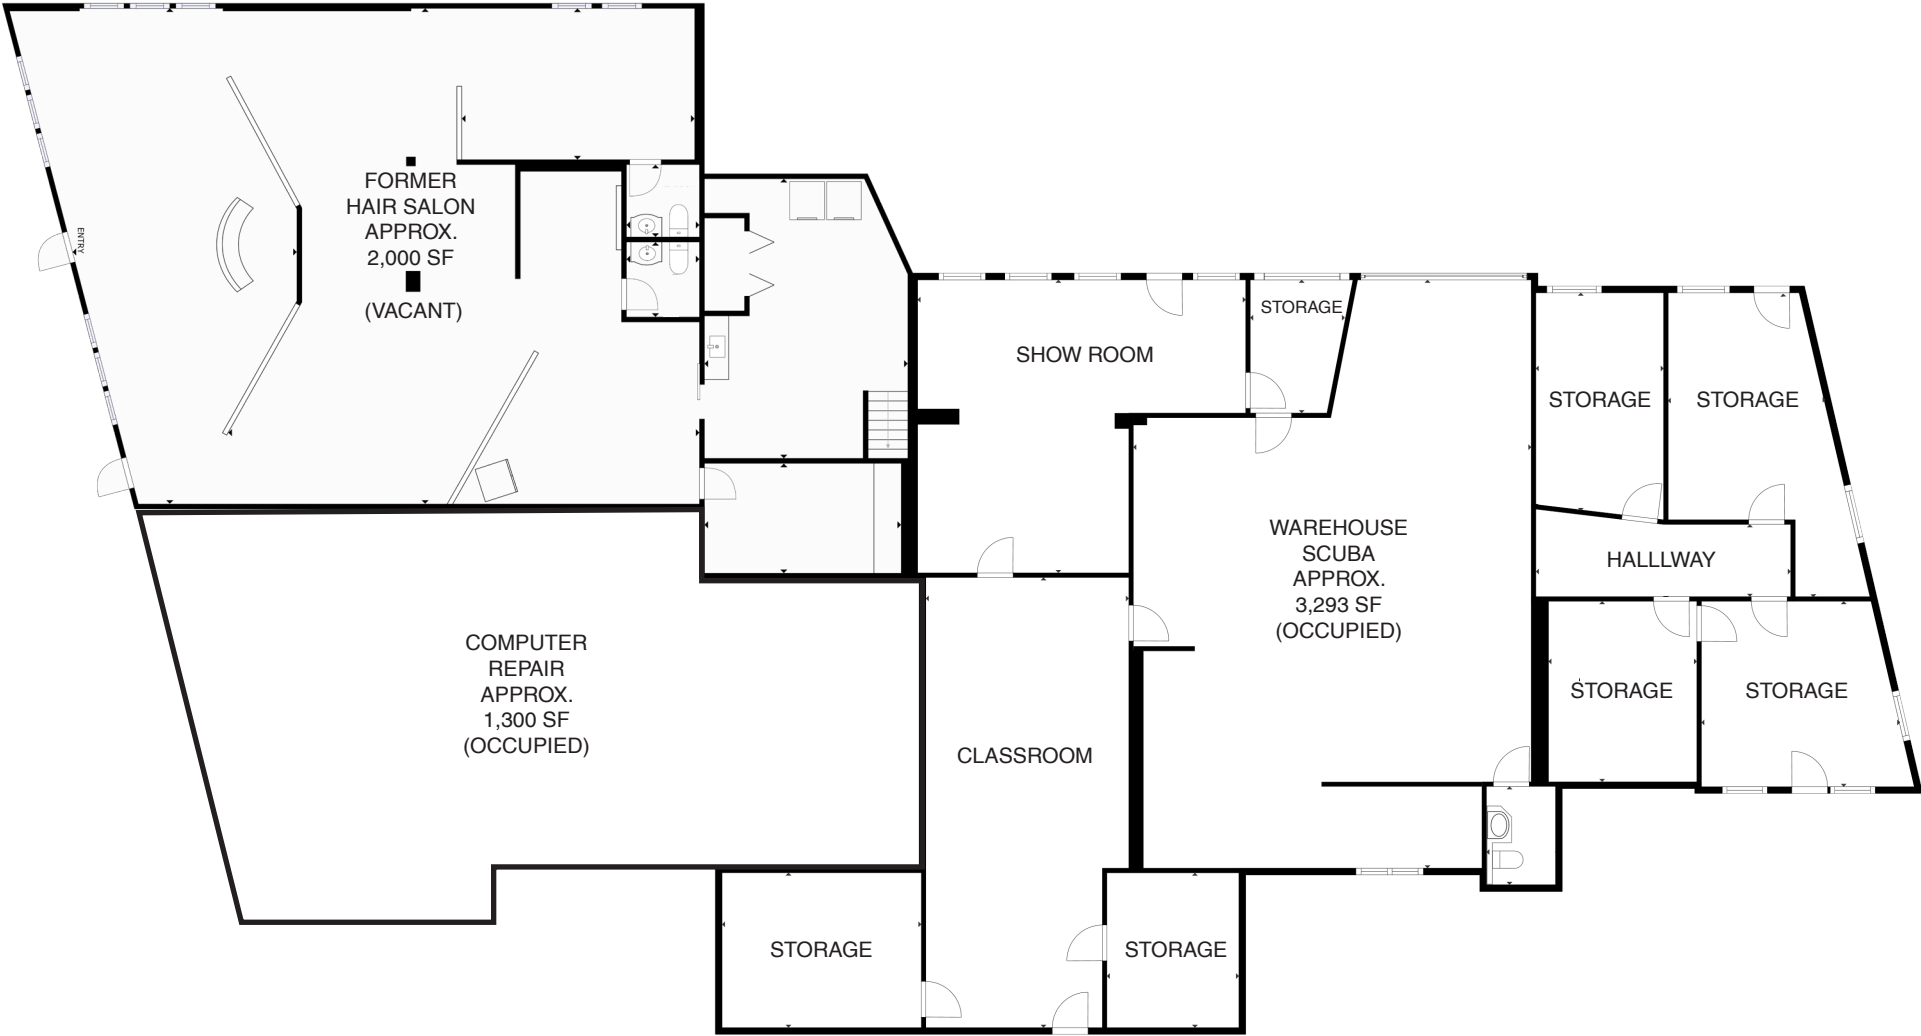 FORMER
HAIR SALON
APPROX.
2,000 SF
(VACANT)
ENTRY
SHOW ROOM
STORAGE
STORAGE
STORAGE
WAREHOUSE
SCUBA
APPROX.
3,293 SF
(OCCUPIED)
HALLLWAY
COMPUTER
REPAIR
APPROX.
1,300 SF
(OCCUPIED)
CLASSROOM
STORAGE
STORAGE
STORAGE
STORAGE